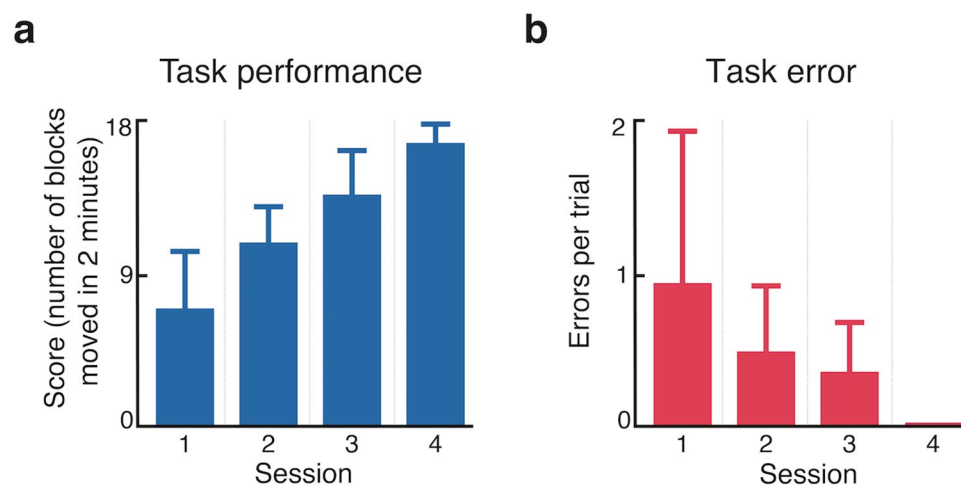 a
Task performance
Score (number of blocks
moved in 2 minutes)
18
9
0
1 2 3 4
Session
b
Task error
Errors per trial
2
1
0
1 2 3 4
Session